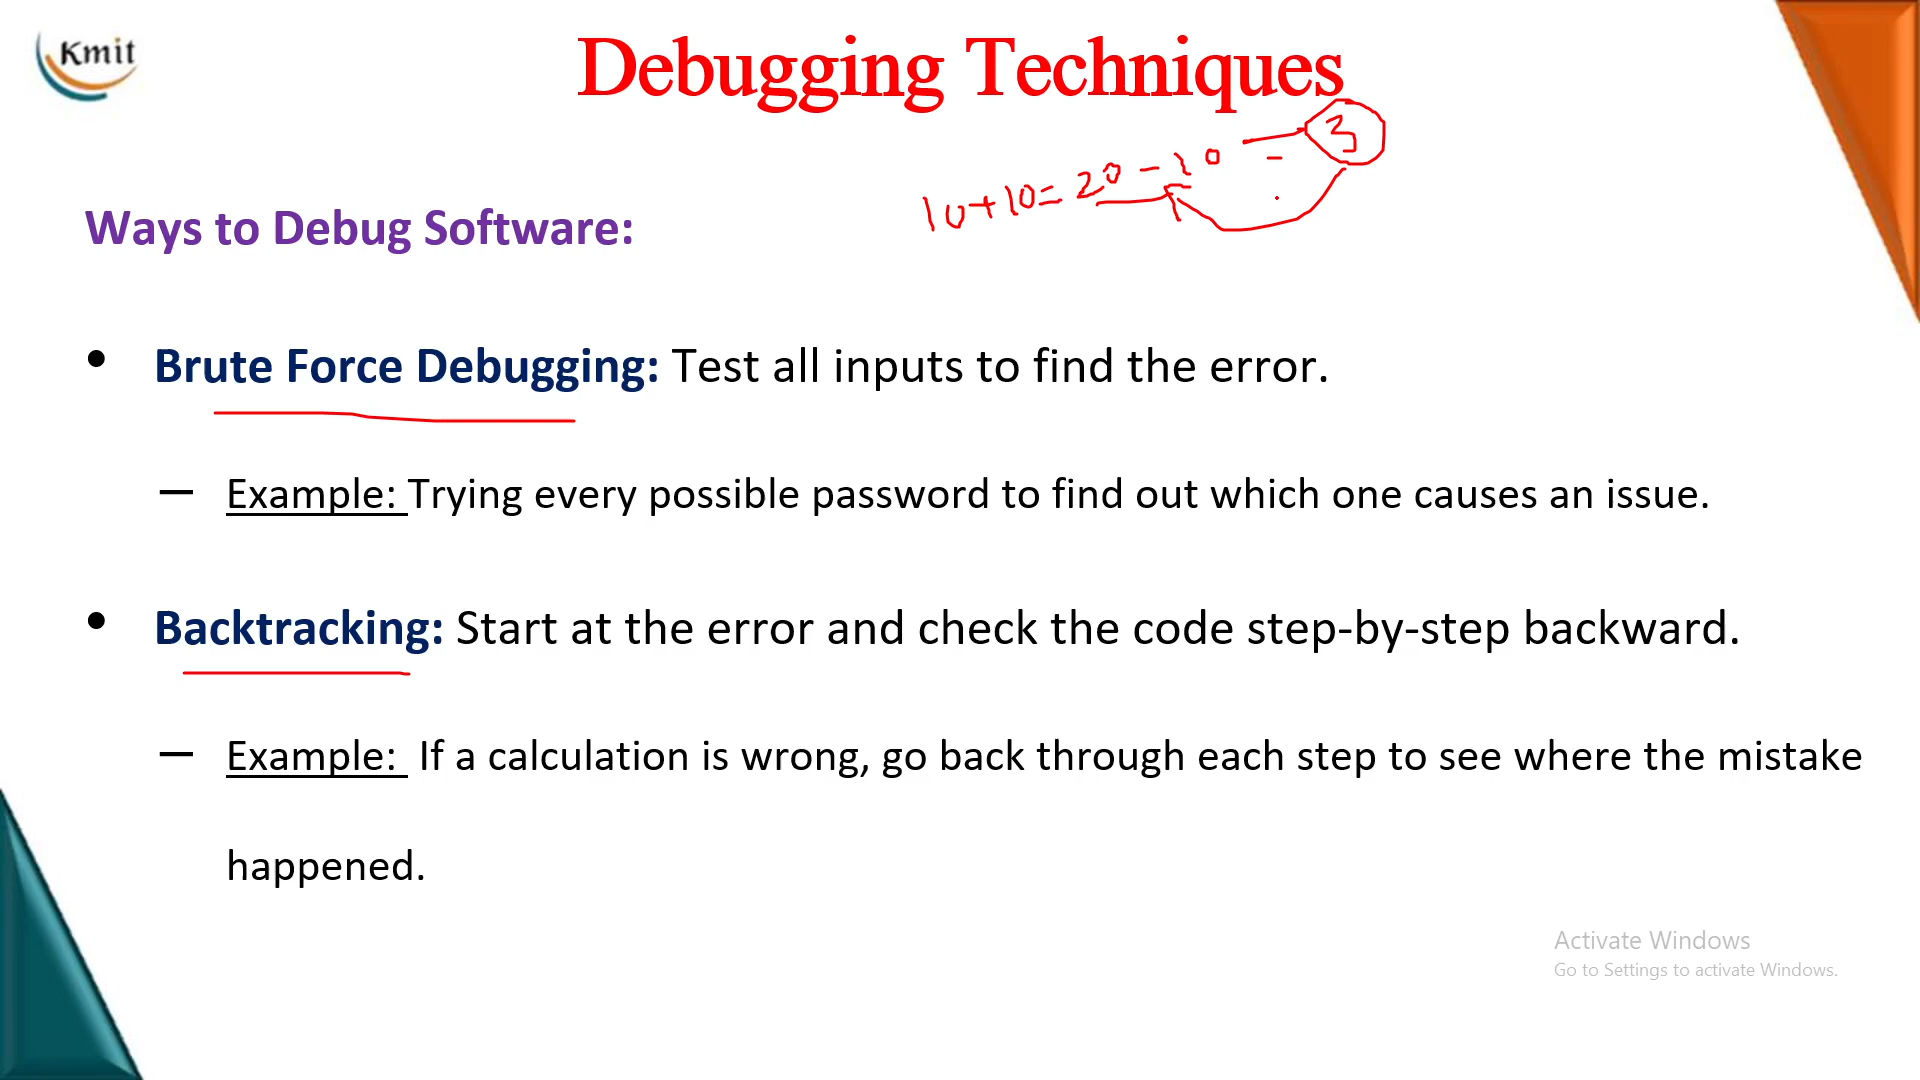 Kmit
Debugging Techniques
10+10=20-10 - 3
Ways to Debug Software:
• Brute Force Debugging: Test all inputs to find the error.
– Example: Trying every possible password to find out which one causes an issue.
• Backtracking: Start at the error and check the code step-by-step backward.
– Example: If a calculation is wrong, go back through each step to see where the mistake
happened.
Activate Windows
Go to Settings to activate Windows.